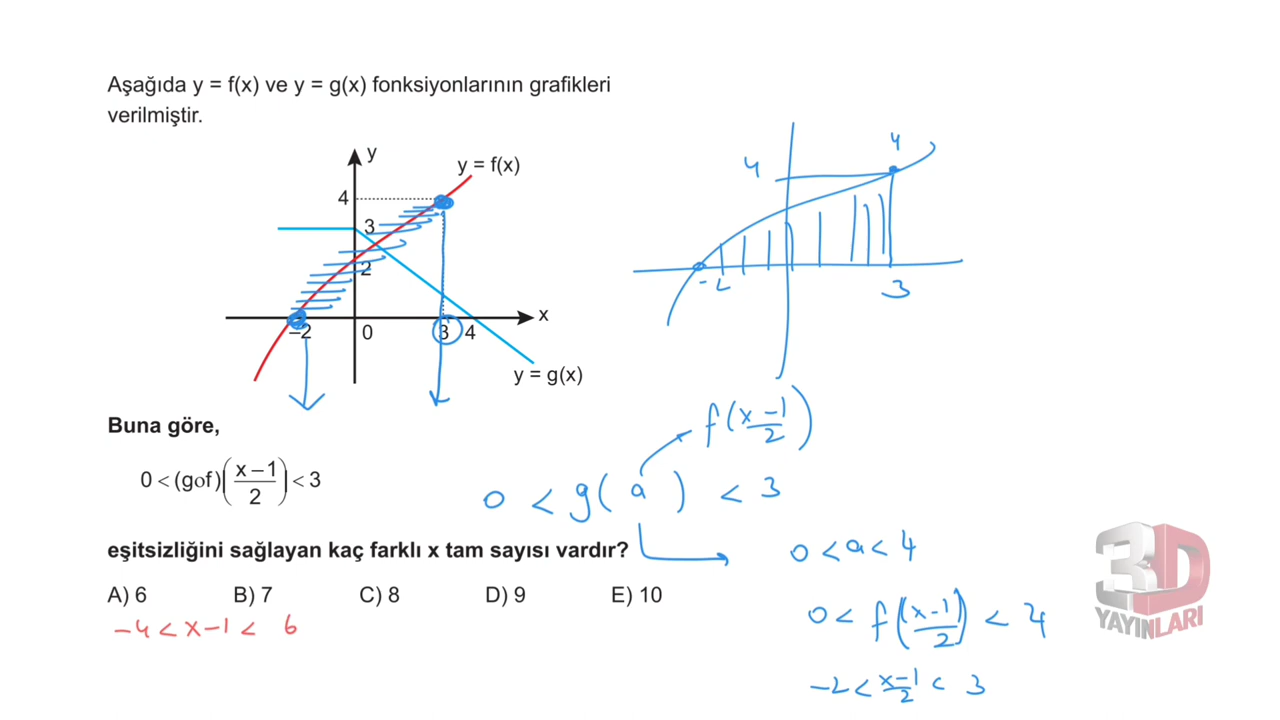 Aşağıda y = f(x) ve y = g(x) fonksiyonlarının grafikleri
verilmiştir.
y
y = f(x)
4
3
2
x
–2
0
3
4
y = g(x)
4
4
-2
3
Buna göre,
0 < (gof)((x – 1)/2) < 3
f((x-1)/2)
0 < g( a ) < 3
eşitsizliğini sağlayan kaç farklı x tam sayısı vardır?
0 < a < 4
A) 6 B) 7 C) 8 D) 9 E) 10
-4 < x-1 < 6
0 < f((x-1)/2) < 4
-2 < (x-1)/2 < 3
3D
YAYINLARI